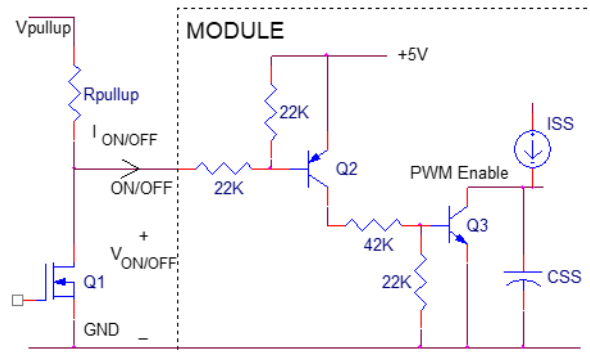 Vpullup
MODULE
+5V
Rpullup
22K
ISS
I ON/OFF
Q2
PWM Enable
ON/OFF
22K
Q3
+
42K
V ON/OFF
22K
CSS
Q1
GND
_